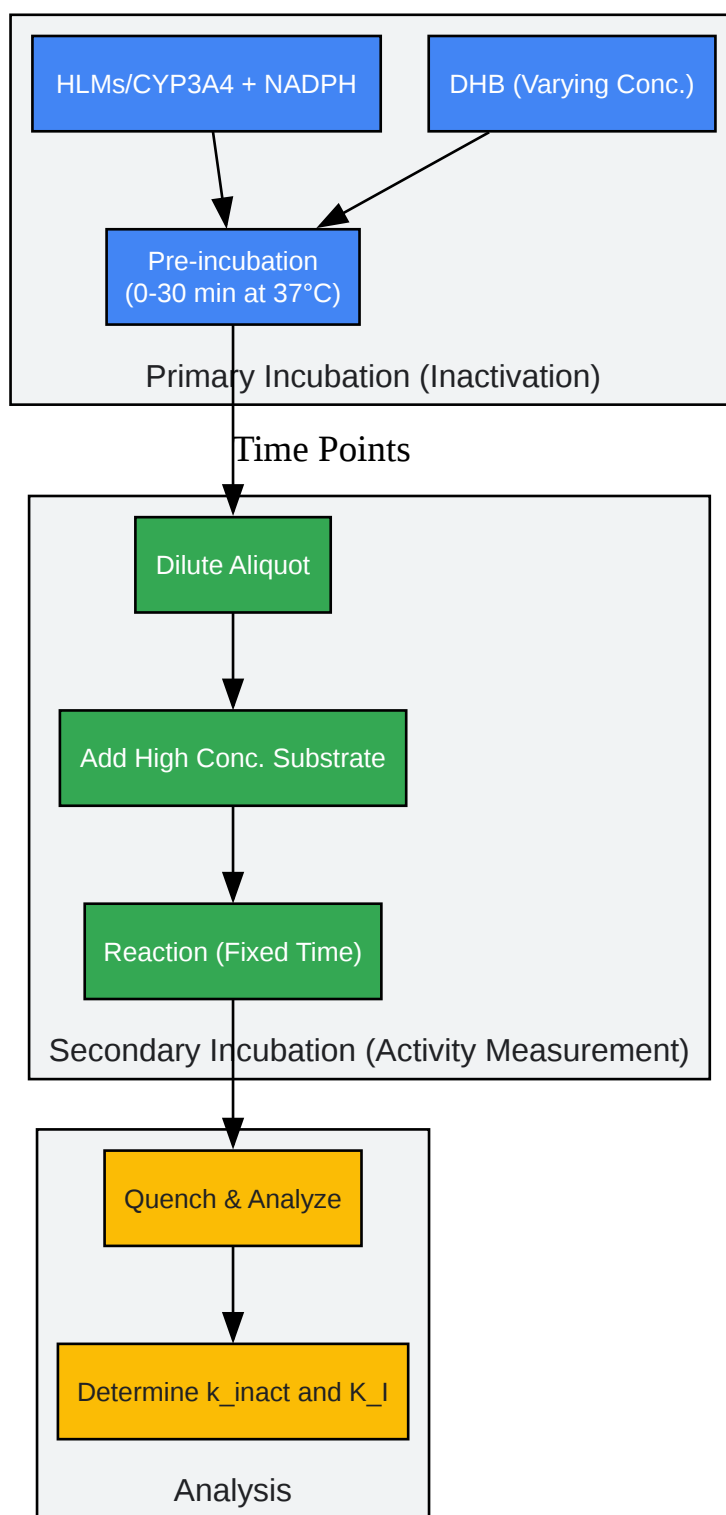 HLMs/CYP3A4 + NADPH
DHB (Varying Conc.)
Pre-incubation
(0-30 min at 37°C)
Primary Incubation (Inactivation)
Time Points
Dilute Aliquot
Add High Conc. Substrate
Reaction (Fixed Time)
Secondary Incubation (Activity Measurement)
Quench & Analyze
Determine k_inact and K_I
Analysis